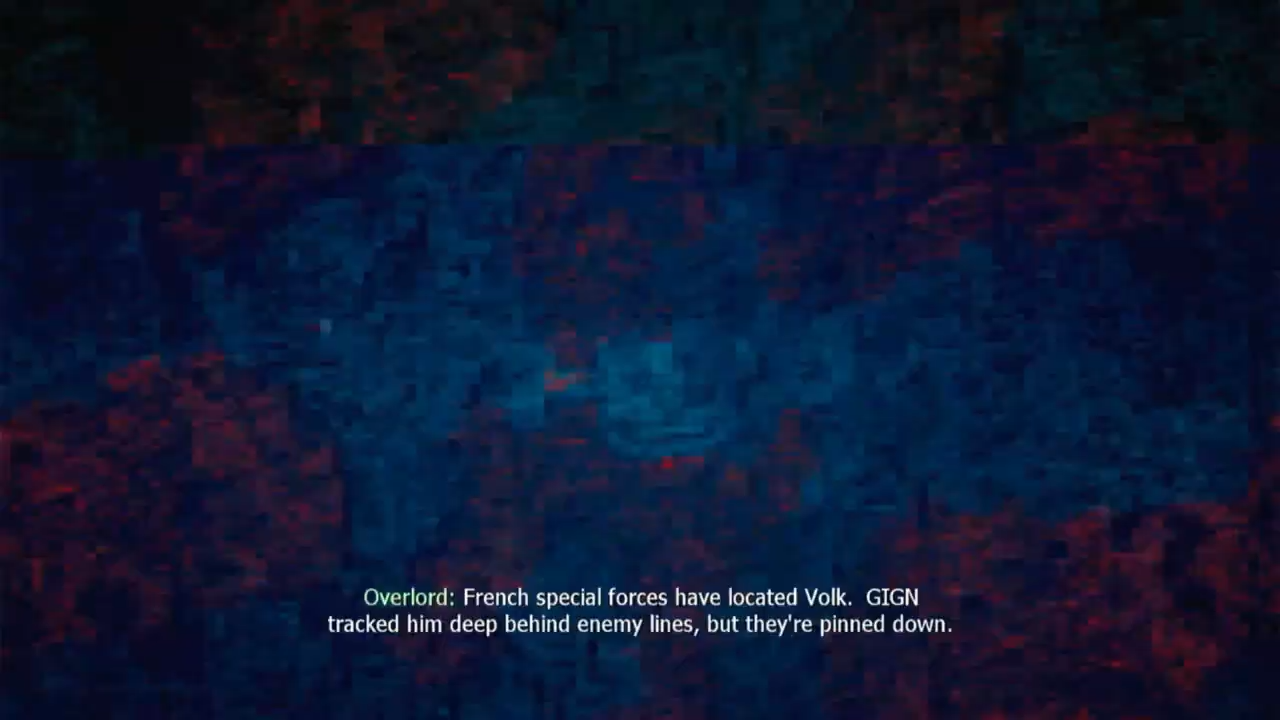 Overlord: French special forces have located Volk.  GIGN
tracked him deep behind enemy lines, but they're pinned down.